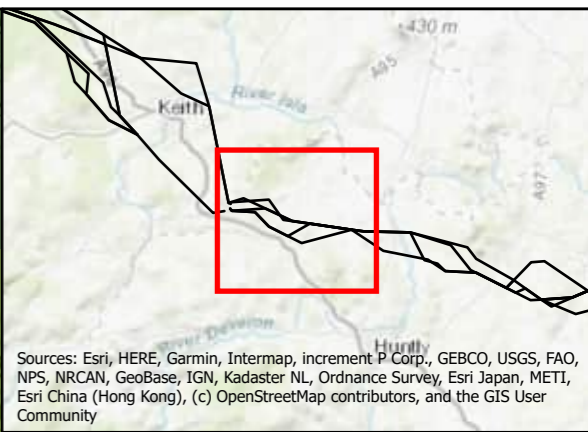 430 m
A95
River Isla
Keith
A97
River Deveron
Huntly
Sources: Esri, HERE, Garmin, Intermap, increment P Corp., GEBCO, USGS, FAO,
NPS, NRCAN, GeoBase, IGN, Kadaster NL, Ordnance Survey, Esri Japan, METI,
Esri China (Hong Kong), (c) OpenStreetMap contributors, and the GIS User
Community